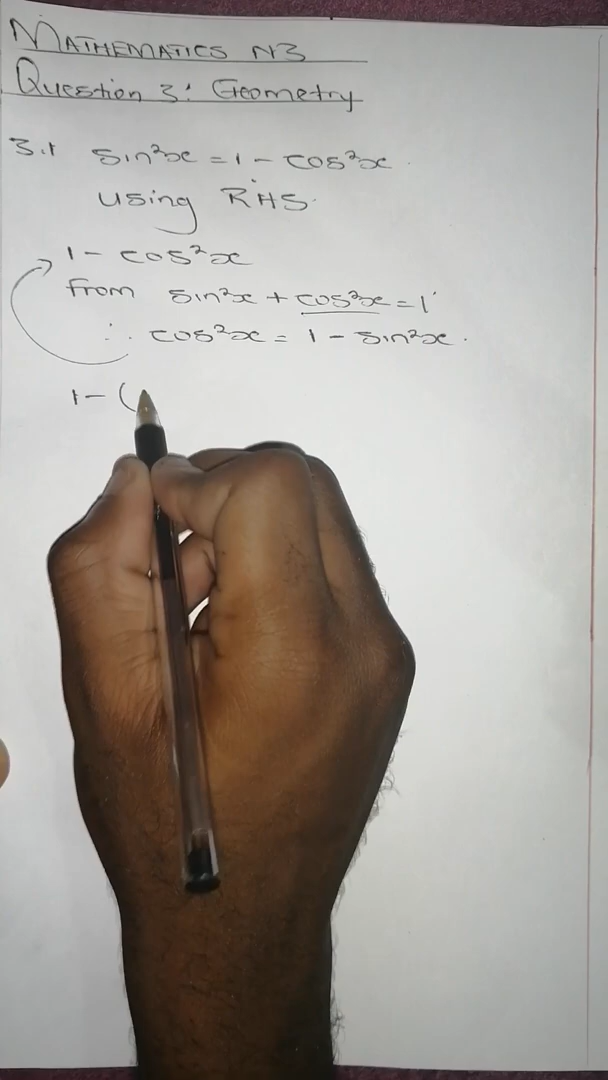 MATHEMATICS N3
Question 3: Geometry
3.1 sin²x = 1 - cos²x.
using RHS.
1 - cos²x
from sin²x + cos²x = 1
∴ cos²x = 1 - sin²x.
1 - (